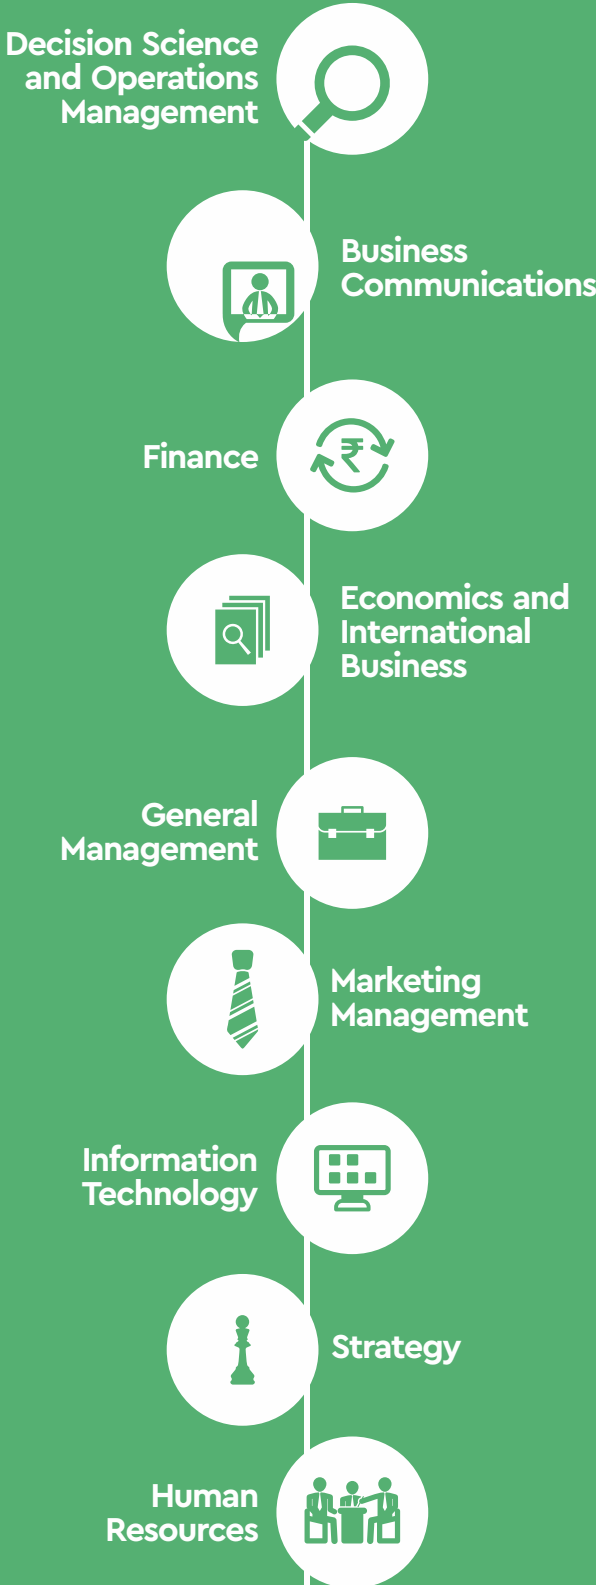 Decision Science
and Operations
Management
Business
Communications
₹
Finance
Economics and
International
Business
General
Management
Marketing
Management
Information
Technology
Strategy
Human
Resources